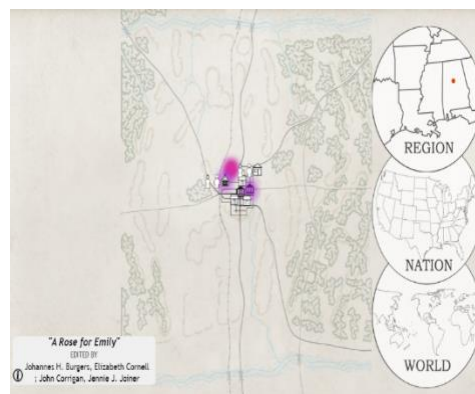 REGION
NATION
WORLD
"A Rose for Emily"
EDITED BY
Johannes H. Burgers, Elizabeth Cornell
: John Corrigan, Jennie J. Joiner